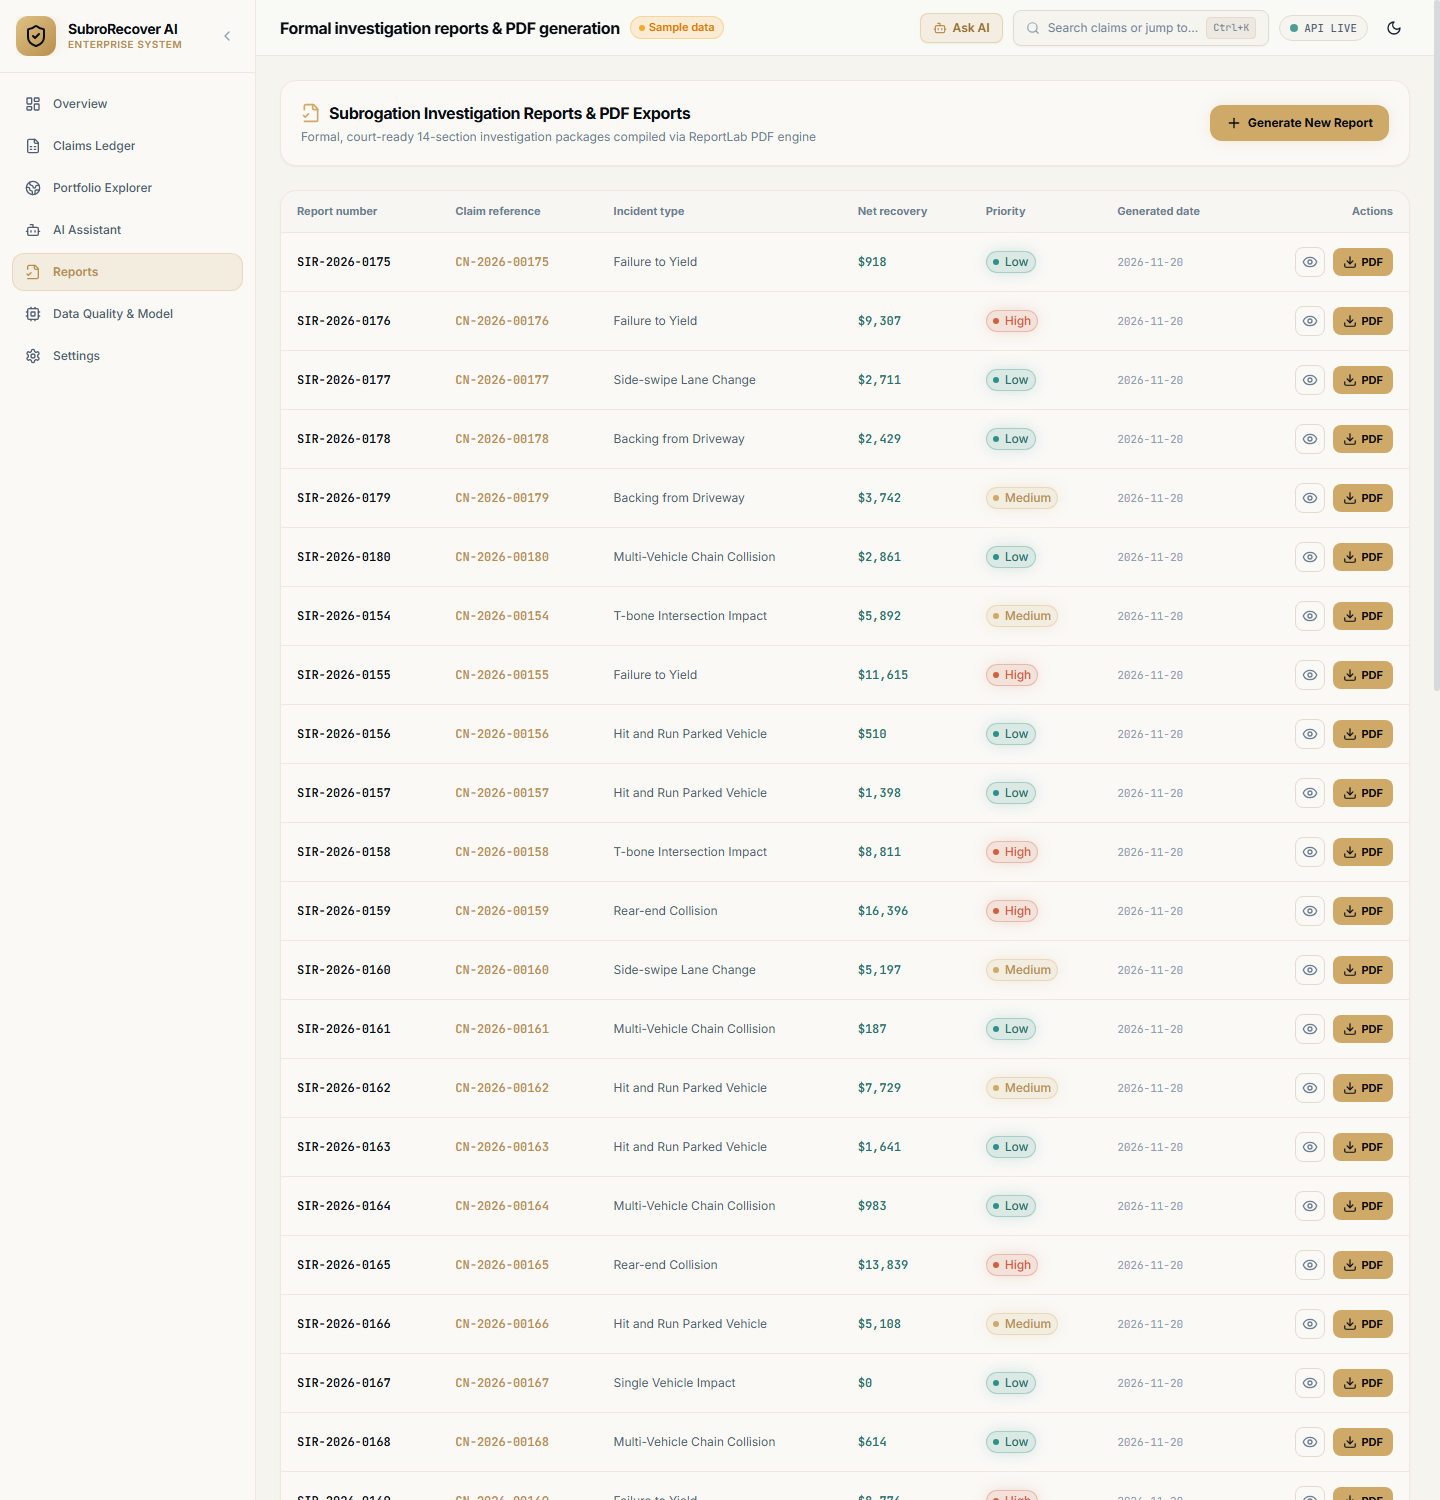 SubroRecover AI
ENTERPRISE SYSTEM
Overview
Claims Ledger
Portfolio Explorer
AI Assistant
Reports
Data Quality & Model
Settings
Formal investigation reports & PDF generation
Sample data
Ask AI
Search claims or jump to...
Ctrl+K
API LIVE
Subrogation Investigation Reports & PDF Exports
Formal, court-ready 14-section investigation packages compiled via ReportLab PDF engine
Generate New Report
Report number Claim reference Incident type Net recovery Priority Generated date Actions
SIR-2026-0175 CN-2026-00175 Failure to Yield $918 Low 2026-11-20 PDF
SIR-2026-0176 CN-2026-00176 Failure to Yield $9,307 High 2026-11-20 PDF
SIR-2026-0177 CN-2026-00177 Side-swipe Lane Change $2,711 Low 2026-11-20 PDF
SIR-2026-0178 CN-2026-00178 Backing from Driveway $2,429 Low 2026-11-20 PDF
SIR-2026-0179 CN-2026-00179 Backing from Driveway $3,742 Medium 2026-11-20 PDF
SIR-2026-0180 CN-2026-00180 Multi-Vehicle Chain Collision $2,861 Low 2026-11-20 PDF
SIR-2026-0154 CN-2026-00154 T-bone Intersection Impact $5,892 Medium 2026-11-20 PDF
SIR-2026-0155 CN-2026-00155 Failure to Yield $11,615 High 2026-11-20 PDF
SIR-2026-0156 CN-2026-00156 Hit and Run Parked Vehicle $510 Low 2026-11-20 PDF
SIR-2026-0157 CN-2026-00157 Hit and Run Parked Vehicle $1,398 Low 2026-11-20 PDF
SIR-2026-0158 CN-2026-00158 T-bone Intersection Impact $8,811 High 2026-11-20 PDF
SIR-2026-0159 CN-2026-00159 Rear-end Collision $16,396 High 2026-11-20 PDF
SIR-2026-0160 CN-2026-00160 Side-swipe Lane Change $5,197 Medium 2026-11-20 PDF
SIR-2026-0161 CN-2026-00161 Multi-Vehicle Chain Collision $187 Low 2026-11-20 PDF
SIR-2026-0162 CN-2026-00162 Hit and Run Parked Vehicle $7,729 Medium 2026-11-20 PDF
SIR-2026-0163 CN-2026-00163 Hit and Run Parked Vehicle $1,641 Low 2026-11-20 PDF
SIR-2026-0164 CN-2026-00164 Multi-Vehicle Chain Collision $983 Low 2026-11-20 PDF
SIR-2026-0165 CN-2026-00165 Rear-end Collision $13,839 High 2026-11-20 PDF
SIR-2026-0166 CN-2026-00166 Hit and Run Parked Vehicle $5,108 Medium 2026-11-20 PDF
SIR-2026-0167 CN-2026-00167 Single Vehicle Impact $0 Low 2026-11-20 PDF
SIR-2026-0168 CN-2026-00168 Multi-Vehicle Chain Collision $614 Low 2026-11-20 PDF